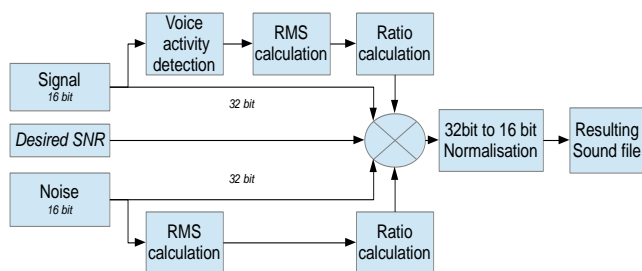 Voice
activity
detection
RMS
calculation
Ratio
calculation
Signal
16 bit
32 bit
Desired SNR
32bit to 16 bit
Normalisation
Resulting
Sound file
32 bit
Noise
16 bit
RMS
calculation
Ratio
calculation